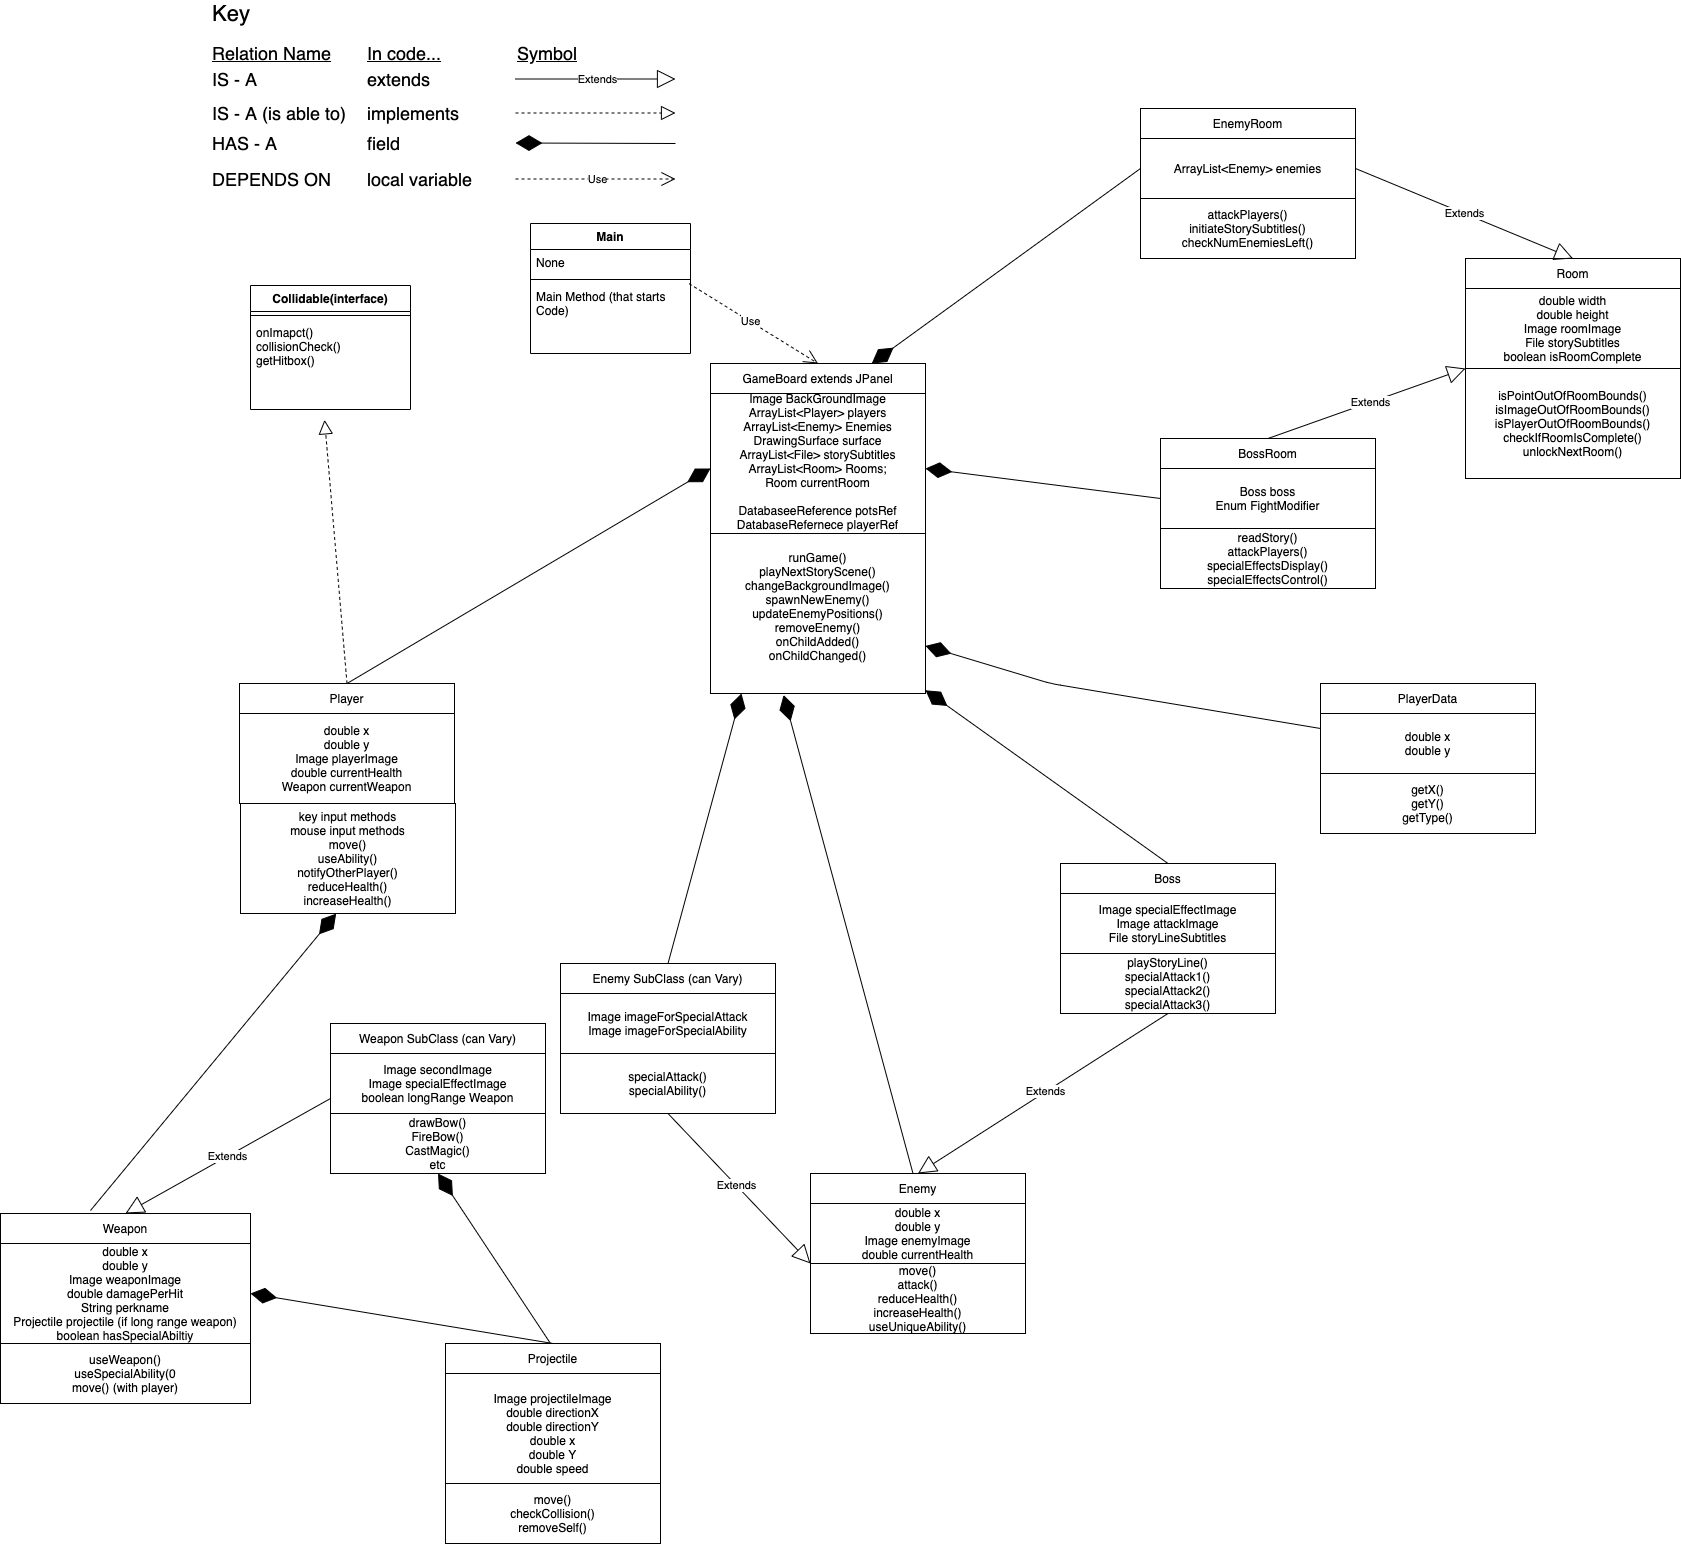 Key
Relation Name In code... Symbol
IS - A extends Extends
IS - A (is able to) implements
HAS - A field
DEPENDS ON local variable Use
EnemyRoom
ArrayList<Enemy> enemies
attackPlayers()
initiateStorySubtitles()
checkNumEnemiesLeft()
Extends
Main
None
Main Method (that starts
Code)
Use
Collidable(interface)
onImapct()
collisionCheck()
getHitbox()
Room
double width
double height
Image roomImage
File storySubtitles
boolean isRoomComplete
isPointOutOfRoomBounds()
isImageOutOfRoomBounds()
isPlayerOutOfRoomBounds()
checkIfRoomIsComplete()
unlockNextRoom()
GameBoard extends JPanel
Image BackGroundImage
ArrayList<Player> players
ArrayList<Enemy> Enemies
DrawingSurface surface
ArrayList<File> storySubtitles
ArrayList<Room> Rooms;
Room currentRoom
DatabaseeReference potsRef
DatabaseRefernece playerRef
runGame()
playNextStoryScene()
changeBackgroundImage()
spawnNewEnemy()
updateEnemyPositions()
removeEnemy()
onChildAdded()
onChildChanged()
Extends
BossRoom
Boss boss
Enum FightModifier
readStory()
attackPlayers()
specialEffectsDisplay()
specialEffectsControl()
Player
double x
double y
Image playerImage
double currentHealth
Weapon currentWeapon
key input methods
mouse input methods
move()
useAbility()
notifyOtherPlayer()
reduceHealth()
increaseHealth()
PlayerData
double x
double y
getX()
getY()
getType()
Boss
Image specialEffectImage
Image attackImage
File storyLineSubtitles
playStoryLine()
specialAttack1()
specialAttack2()
specialAttack3()
Extends
Enemy SubClass (can Vary)
Image imageForSpecialAttack
Image imageForSpecialAbility
specialAttack()
specialAbility()
Extends
Weapon SubClass (can Vary)
Image secondImage
Image specialEffectImage
boolean longRange Weapon
drawBow()
FireBow()
CastMagic()
etc
Extends
Enemy
double x
double y
Image enemyImage
double currentHealth
move()
attack()
reduceHealth()
increaseHealth()
useUniqueAbility()
Weapon
double x
double y
Image weaponImage
double damagePerHit
String perkname
Projectile projectile (if long range weapon)
boolean hasSpecialAbiltiy
useWeapon()
useSpecialAbility(0
move() (with player)
Projectile
Image projectileImage
double directionX
double directionY
double x
double Y
double speed
move()
checkCollision()
removeSelf()